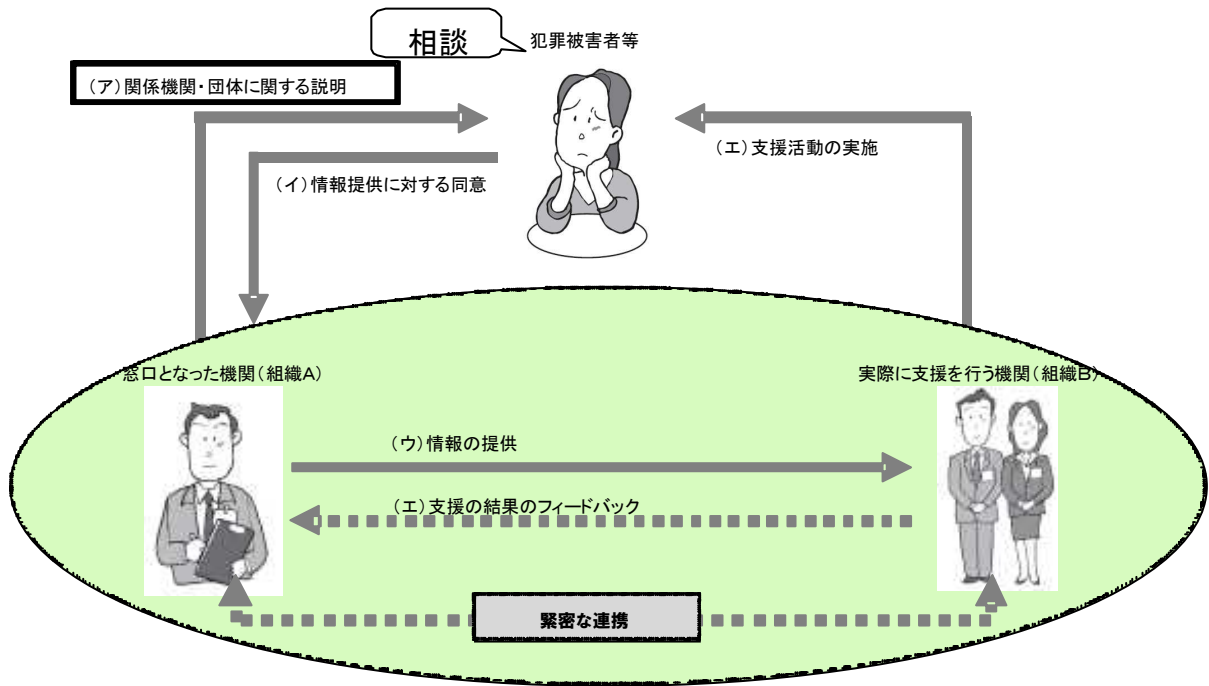 相談
犯罪被害者等
(ア)関係機関・団体に関する説明
(エ)支援活動の実施
(イ)情報提供に対する同意
窓口となった機関(組織A)
実際に支援を行う機関(組織B)
(ウ)情報の提供
(エ)支援の結果のフィードバック
緊密な連携